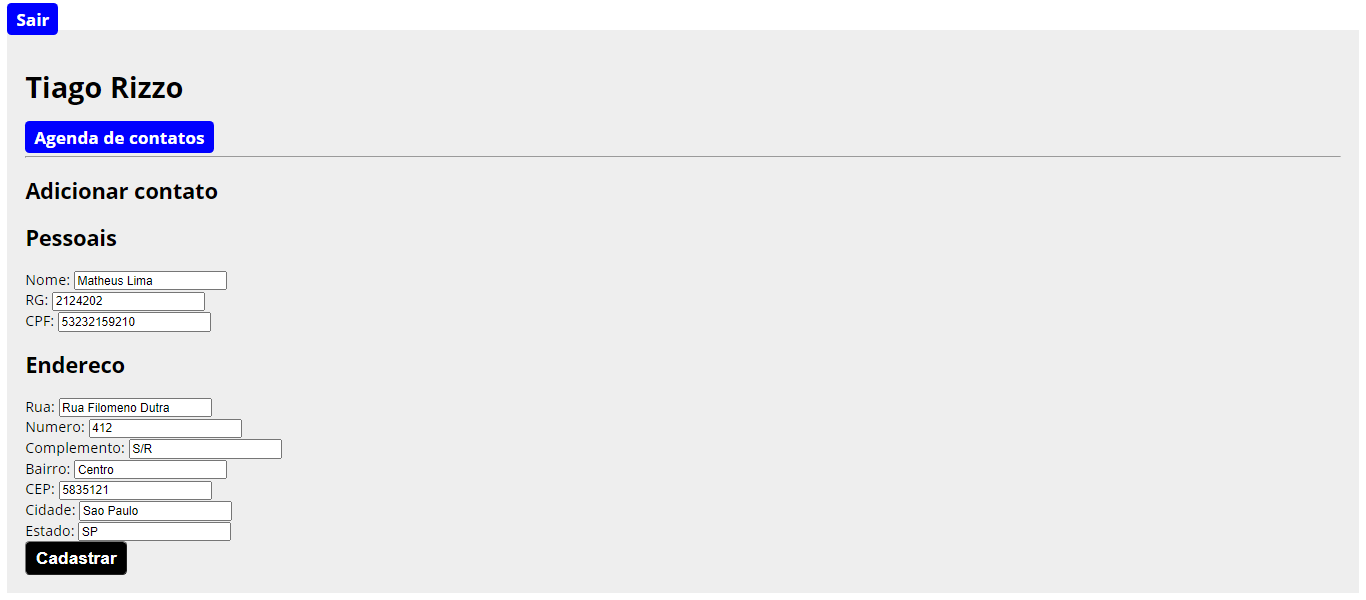 Sair
Tiago Rizzo
Agenda de contatos
Adicionar contato
Pessoais
Nome: Matheus Lima
RG: 2124202
CPF: 53232159210
Endereco
Rua: Rua Filomeno Dutra
Numero: 412
Complemento: S/R
Bairro: Centro
CEP: 5835121
Cidade: Sao Paulo
Estado: SP
Cadastrar